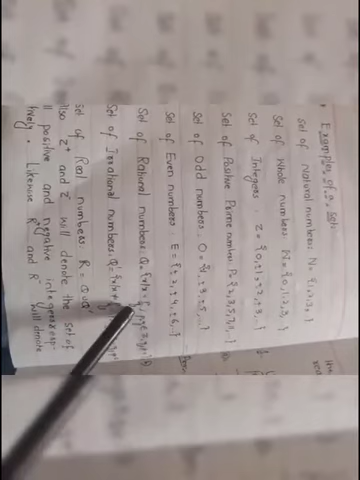 Examples of a set:
Set of Natural numbers: N = {1,2,3,..}
Set of Whole numbers W = {0,1,2,3,..}
Set of Integers. Z = {0,±1,±2,±3...}
Set of Positive Prime numbers P = {2,3,5,7,11,...}
Set of Odd numbers: O = {±1,±3,±5,...}
Set of Even numbers: E = {±2,±4,±6,...}
Set of Rational numbers: Q = {x/x =
Set of Irrational numbers: Q' = {x/x ≠
Set of Real numbers: R = Q∪Q'
Also Z⁺ and Z⁻ will denote the set of
positive and negative integers resp-
tively. Likewise R⁺ and R⁻ will denote